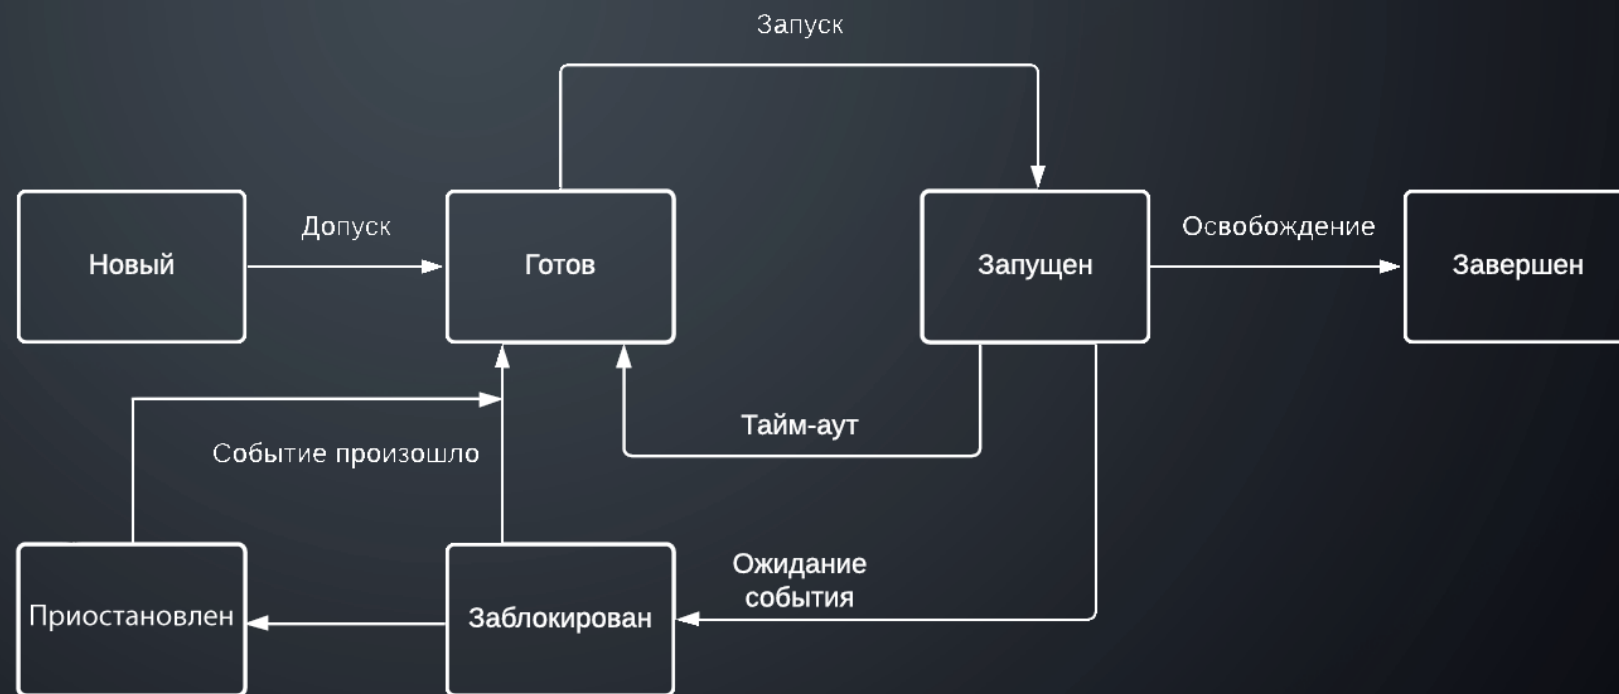 Запуск
Новый
Допуск
Готов
Запущен
Освобождение
Завершен
Тайм-аут
Событие произошло
Приостановлен
Заблокирован
Ожидание
события